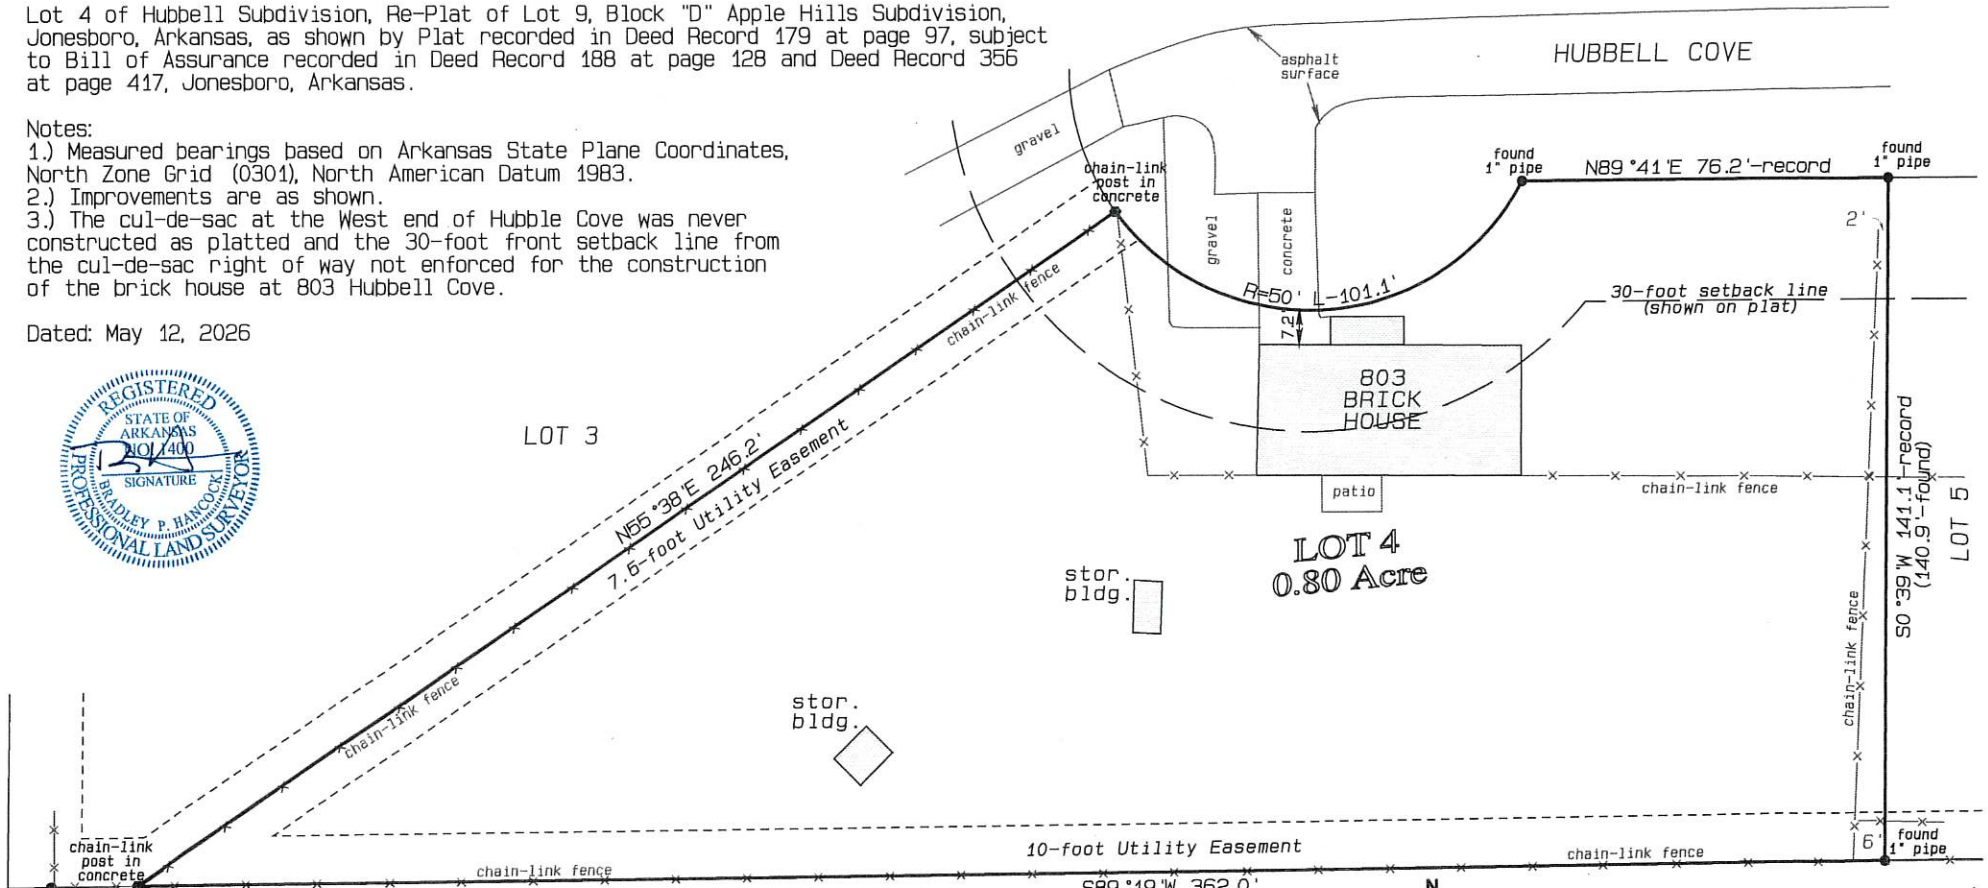 Lot 4 of Hubbell Subdivision, Re-Plat of Lot 9, Block "D" Apple Hills Subdivision,
Jonesboro, Arkansas, as shown by Plat recorded in Deed Record 179 at page 97, subject
to Bill of Assurance recorded in Deed Record 188 at page 128 and Deed Record 356
at page 417, Jonesboro, Arkansas.
Notes:
1.) Measured bearings based on Arkansas State Plane Coordinates,
North Zone Grid (0301), North American Datum 1983.
2.) Improvements are as shown.
3.) The cul-de-sac at the West end of Hubble Cove was never
constructed as platted and the 30-foot front setback line from
the cul-de-sac right of way not enforced for the construction
of the brick house at 803 Hubbell Cove.
Dated: May 12, 2026
REGISTERED
STATE OF
ARKANSAS
NO. 1400
SIGNATURE
BRADLEY P. HANCOCK
PROFESSIONAL LAND SURVEYOR
HUBBELL COVE
asphalt
surface
gravel
chain-link
post in
concrete
gravel
concrete
found
1" pipe
N89°41'E 76.2'-record
found
1" pipe
2'
R=50' L-101.1'
7.2'
30-foot setback line
(shown on plat)
803
BRICK
HOUSE
patio
chain-link fence
chain-link fence
LOT 3
N55°38'E 246.2'
7.5-foot Utility Easement
LOT 4
0.80 Acre
stor.
bldg.
stor.
bldg.
chain-link fence
S0°39'W 141.1'-record
(140.9'-found)
LOT 5
chain-link fence
chain-link
post in
concrete
chain-link fence
10-foot Utility Easement
chain-link fence
6'
found
1" pipe
S89°19'W 362.0'
N